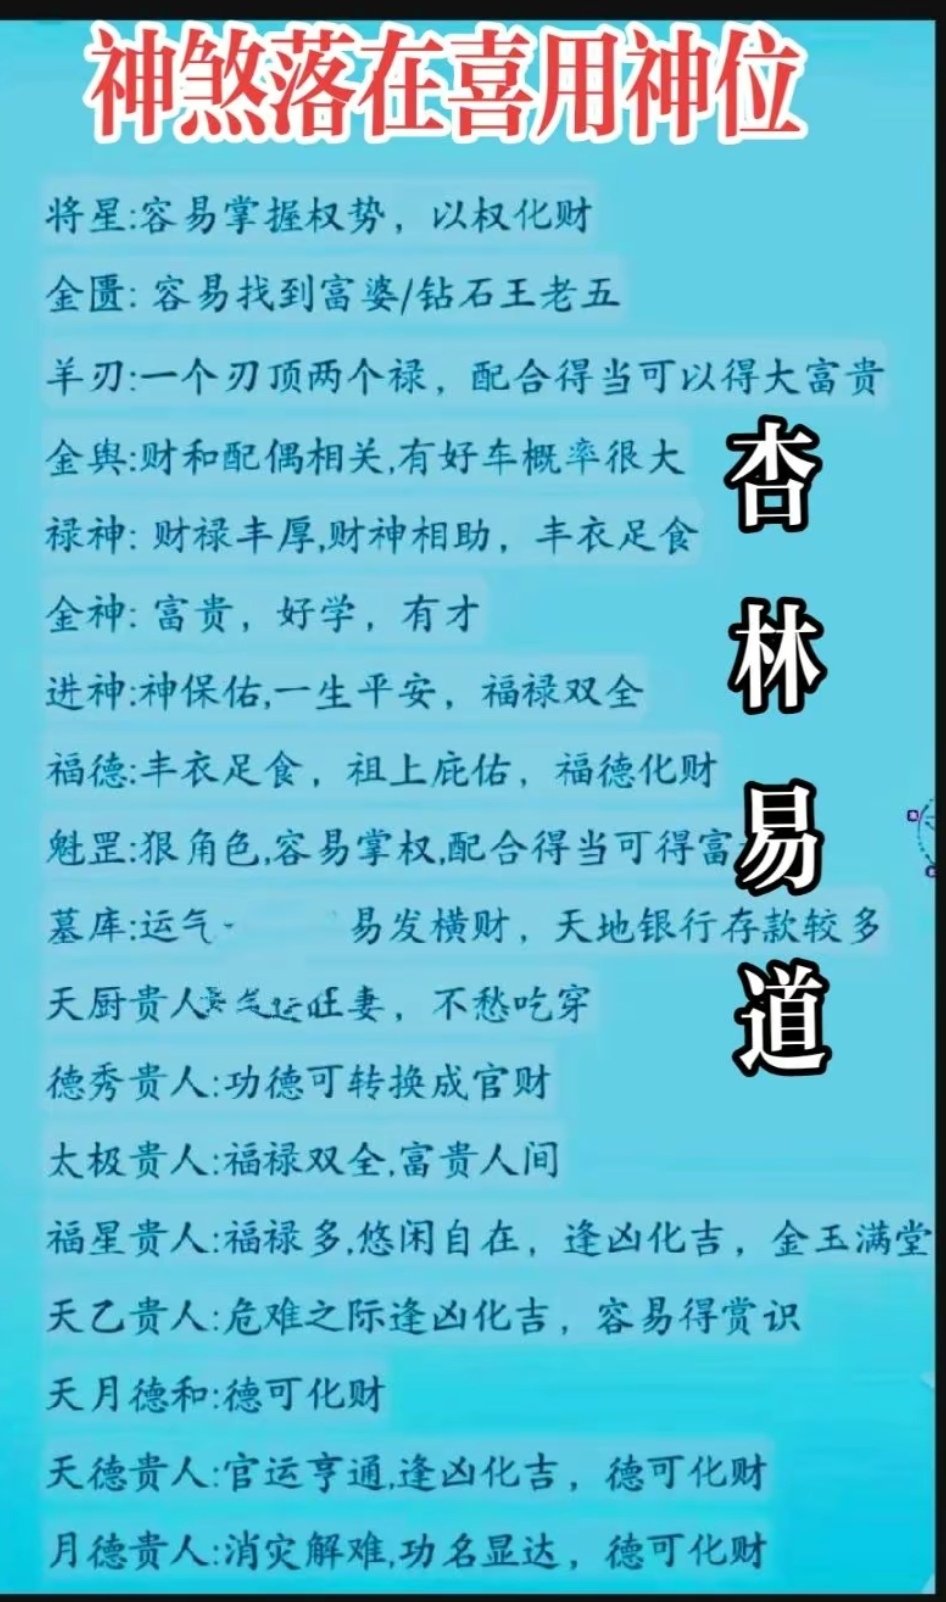 神煞落在喜用神位
将星:容易掌握权势，以权化财
金匮: 容易找到富婆/钻石王老五
羊刃:一个刃顶两个禄，配合得当可以得大富贵
金舆:财和配偶相关,有好车概率很大
禄神: 财禄丰厚,财神相助，丰衣足食
金神: 富贵，好学，有才
进神:神保佑,一生平安，福禄双全
福德:丰衣足食，祖上庇佑，福德化财
魁罡:狠角色,容易掌权,配合得当可得富
墓库:运气 易发横财，天地银行存款较多
天厨贵人 旺妻，不愁吃穿
德秀贵人:功德可转换成官财
太极贵人:福禄双全,富贵人间
福星贵人:福禄多,悠闲自在，逢凶化吉，金玉满堂
天乙贵人:危难之际逢凶化吉，容易得赏识
天月德和:德可化财
天德贵人:官运亨通,逢凶化吉，德可化财
月德贵人:消灾解难,功名显达，德可化财
杏林易道